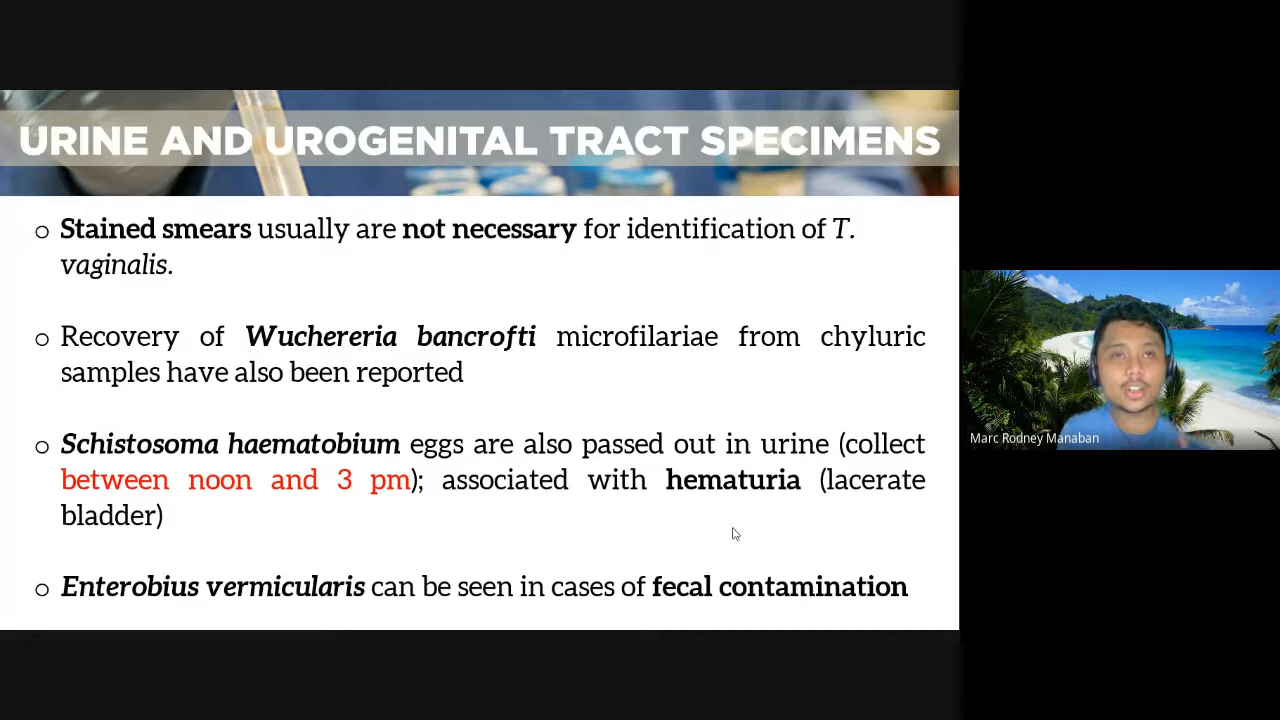 URINE AND UROGENITAL TRACT SPECIMENS
o Stained smears usually are not necessary for identification of T.
vaginalis.
o Recovery of Wuchereria bancrofti microfilariae from chyluric
samples have also been reported
o Schistosoma haematobium eggs are also passed out in urine (collect
between noon and 3 pm); associated with hematuria (lacerate
bladder)
o Enterobius vermicularis can be seen in cases of fecal contamination
Marc Rodney Manaban